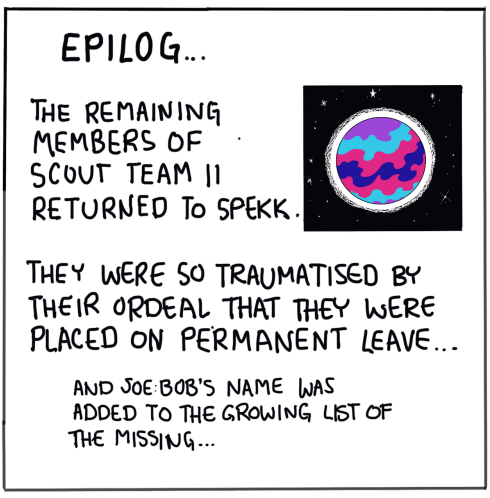 EPILOG...
THE REMAINING
MEMBERS OF
SCOUT TEAM 11
RETURNED TO SPEKK.
THEY WERE SO TRAUMATISED BY
THEIR ORDEAL THAT THEY WERE
PLACED ON PERMANENT LEAVE...
AND JOE:BOB'S NAME WAS
ADDED TO THE GROWING LIST OF
THE MISSING...